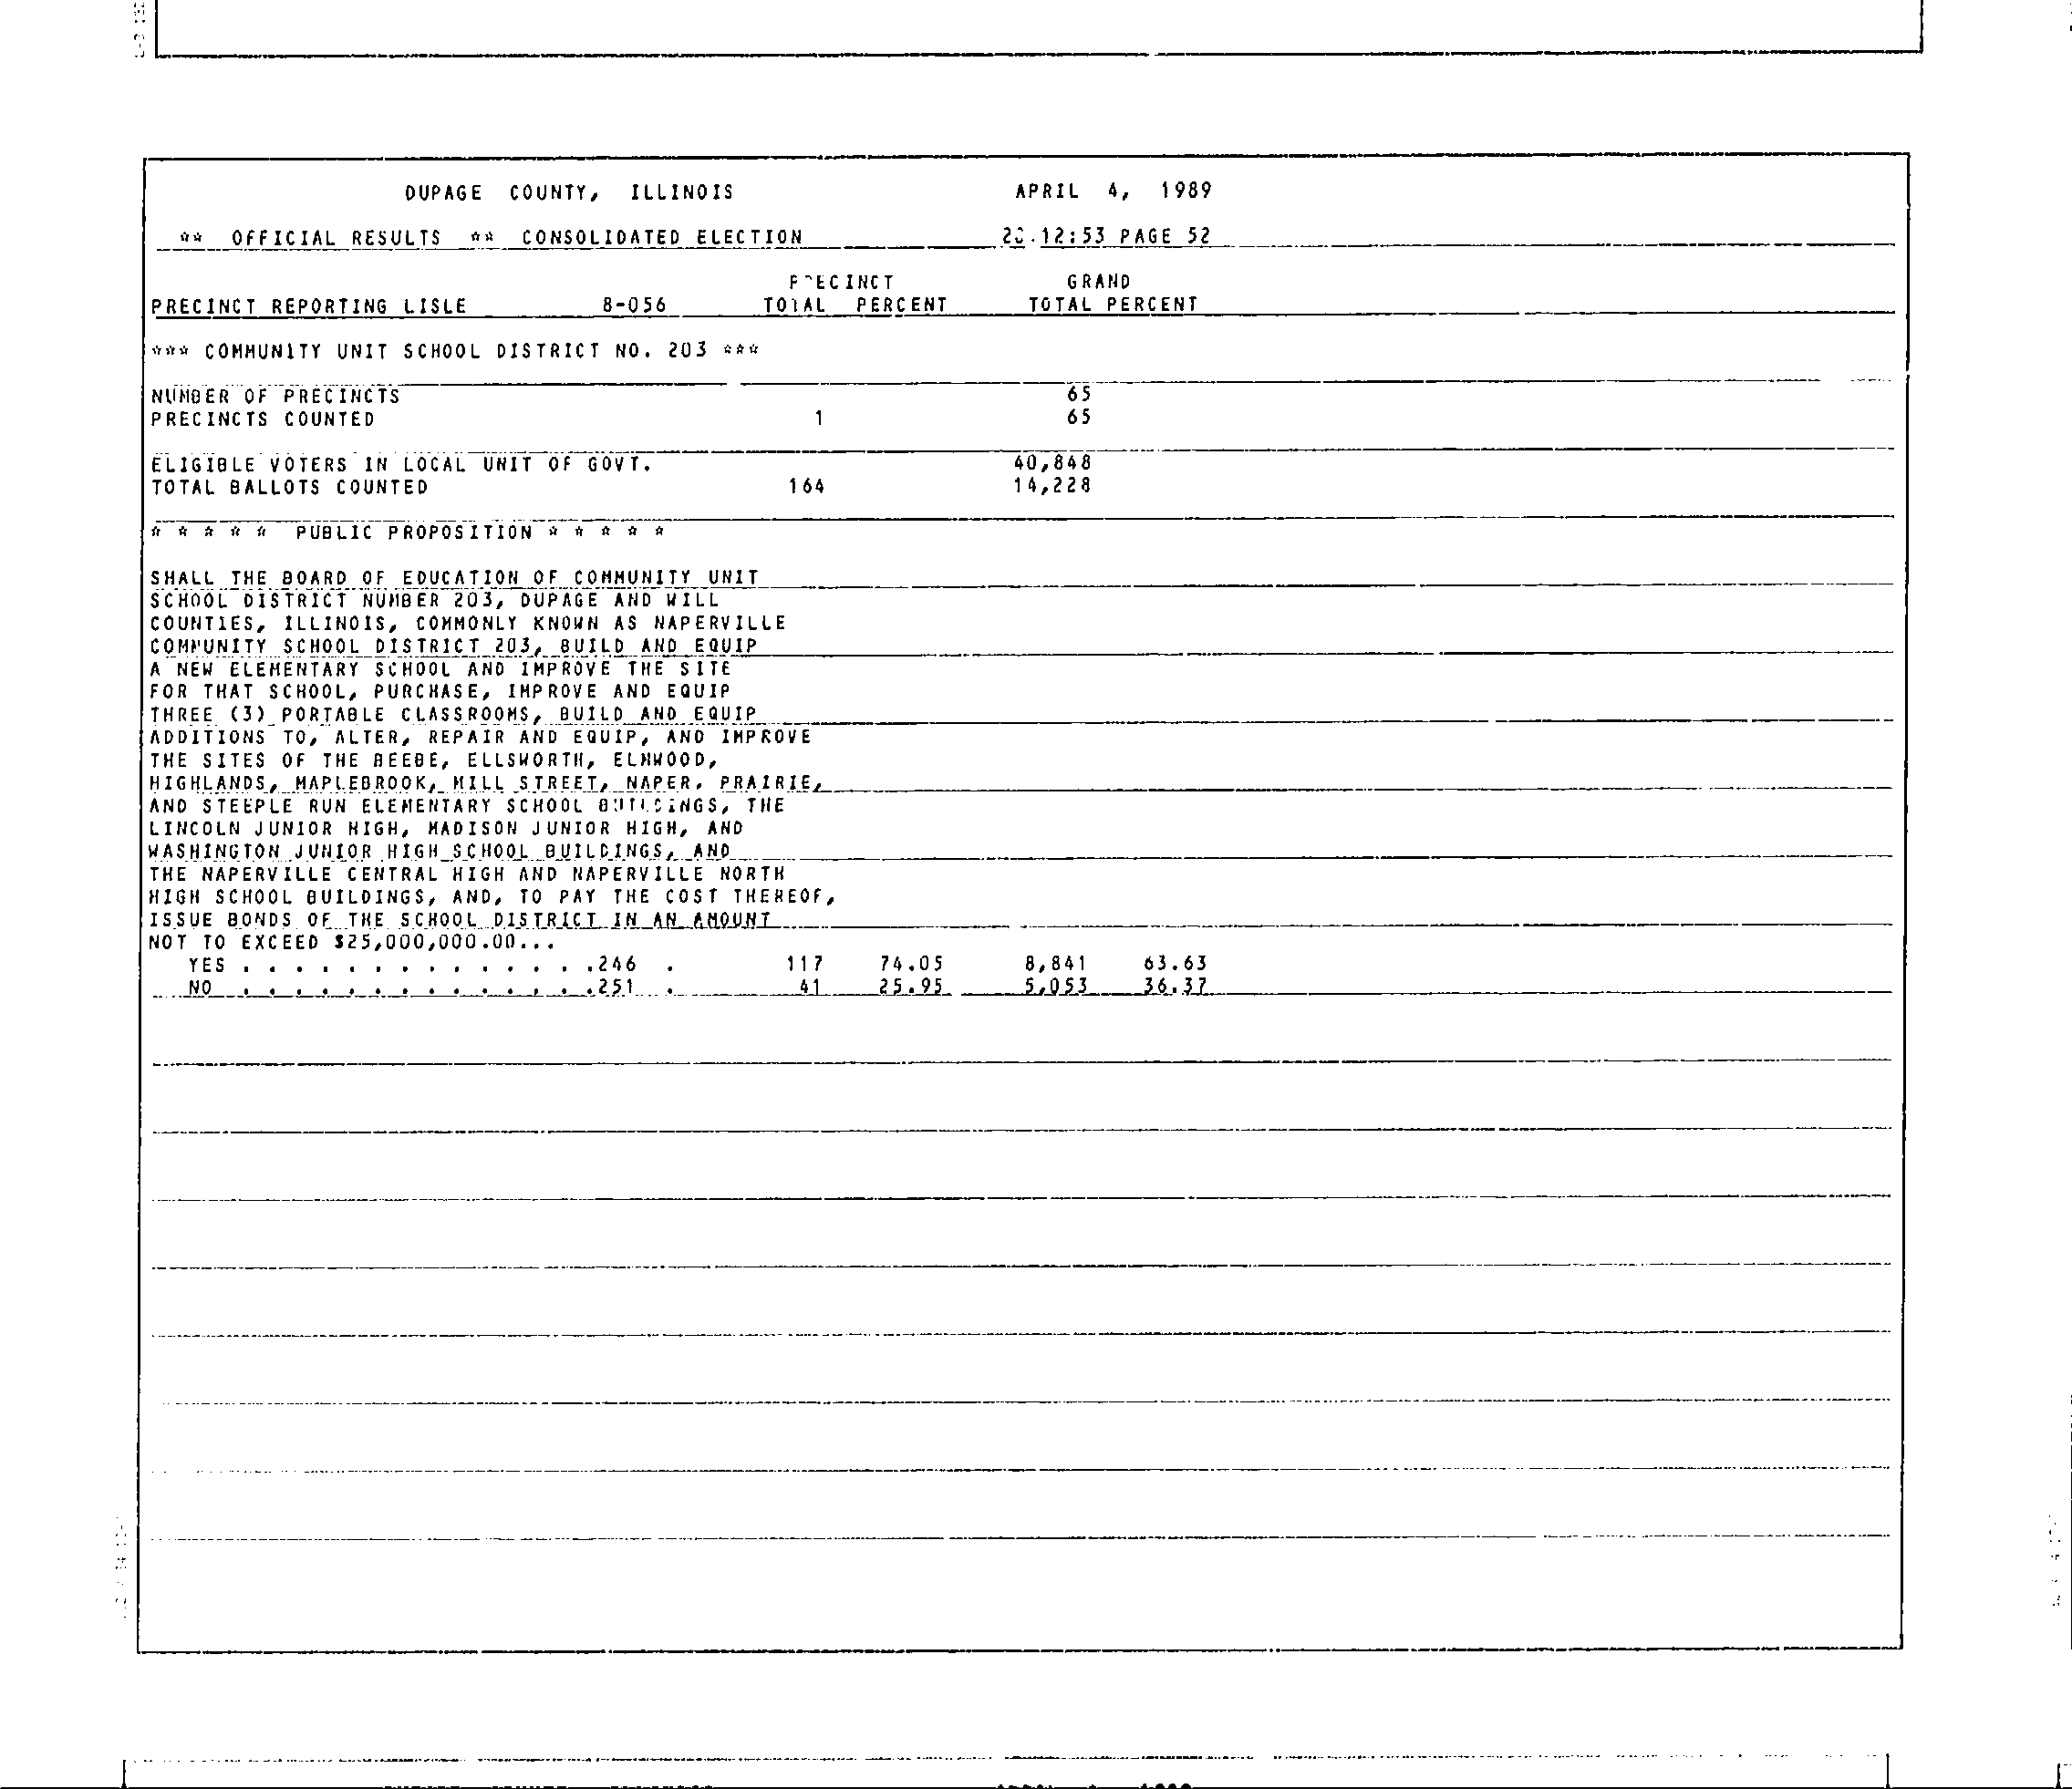 DUPAGE COUNTY, ILLINOIS APRIL 4, 1989
** OFFICIAL RESULTS ** CONSOLIDATED ELECTION 12:53 PAGE 52
PRECINCT GRAND
PRECINCT REPORTING LISLE 8-056 TOTAL PERCENT TOTAL PERCENT
*** COMMUNITY UNIT SCHOOL DISTRICT NO. 203 ***
NUMBER OF PRECINCTS 65
PRECINCTS COUNTED 1 65
ELIGIBLE VOTERS IN LOCAL UNIT OF GOVT. 40,848
TOTAL BALLOTS COUNTED 164 14,228
* * * * * PUBLIC PROPOSITION * * * * *
SHALL THE BOARD OF EDUCATION OF COMMUNITY UNIT
SCHOOL DISTRICT NUMBER 203, DUPAGE AND WILL
COUNTIES, ILLINOIS, COMMONLY KNOWN AS NAPERVILLE
COMMUNITY SCHOOL DISTRICT 203, BUILD AND EQUIP
A NEW ELEMENTARY SCHOOL AND IMPROVE THE SITE
FOR THAT SCHOOL, PURCHASE, IMPROVE AND EQUIP
THREE (3) PORTABLE CLASSROOMS, BUILD AND EQUIP
ADDITIONS TO, ALTER, REPAIR AND EQUIP, AND IMPROVE
THE SITES OF THE BEEBE, ELLSWORTH, ELMWOOD,
HIGHLANDS, MAPLEBROOK, MILL STREET, NAPER, PRAIRIE,
AND STEEPLE RUN ELEMENTARY SCHOOL BUILDINGS, THE
LINCOLN JUNIOR HIGH, MADISON JUNIOR HIGH, AND
WASHINGTON JUNIOR HIGH SCHOOL BUILDINGS, AND
THE NAPERVILLE CENTRAL HIGH AND NAPERVILLE NORTH
HIGH SCHOOL BUILDINGS, AND, TO PAY THE COST THEREOF,
ISSUE BONDS OF THE SCHOOL DISTRICT IN AN AMOUNT
NOT TO EXCEED $25,000,000.00...
YES . . . . . . . . . . . . . .246 . 117 74.05 8,841 63.63
NO . . . . . . . . . . . . . .251 . 41 25.95 5,053 36.37